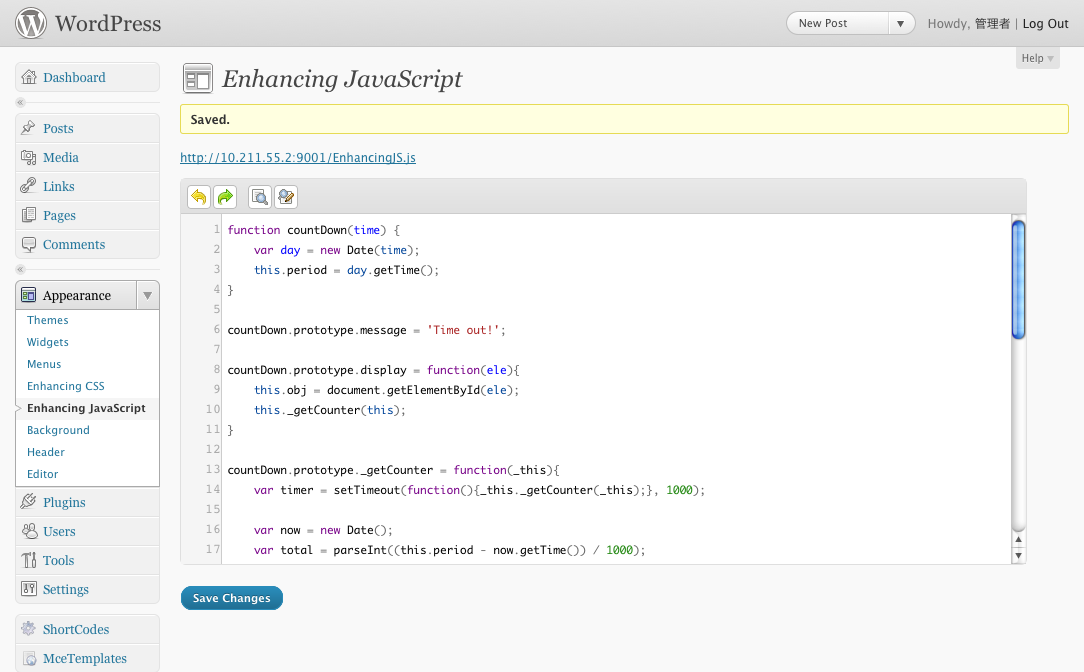 WordPress
New Post
Howdy, 管理者 | Log Out
Help
Dashboard
Posts
Media
Links
Pages
Comments
Appearance
Themes
Widgets
Menus
Enhancing CSS
Enhancing JavaScript
Background
Header
Editor
Plugins
Users
Tools
Settings
ShortCodes
MceTemplates
Enhancing JavaScript
Saved.
http://10.211.55.2:9001/EnhancingJS.js
1 function countDown(time) {
2 var day = new Date(time);
3 this.period = day.getTime();
4 }
5
6 countDown.prototype.message = 'Time out!';
7
8 countDown.prototype.display = function(ele){
9 this.obj = document.getElementById(ele);
10 this._getCounter(this);
11 }
12
13 countDown.prototype._getCounter = function(_this){
14 var timer = setTimeout(function(){_this._getCounter(_this);}, 1000);
15
16 var now = new Date();
17 var total = parseInt((this.period - now.getTime()) / 1000);
Save Changes